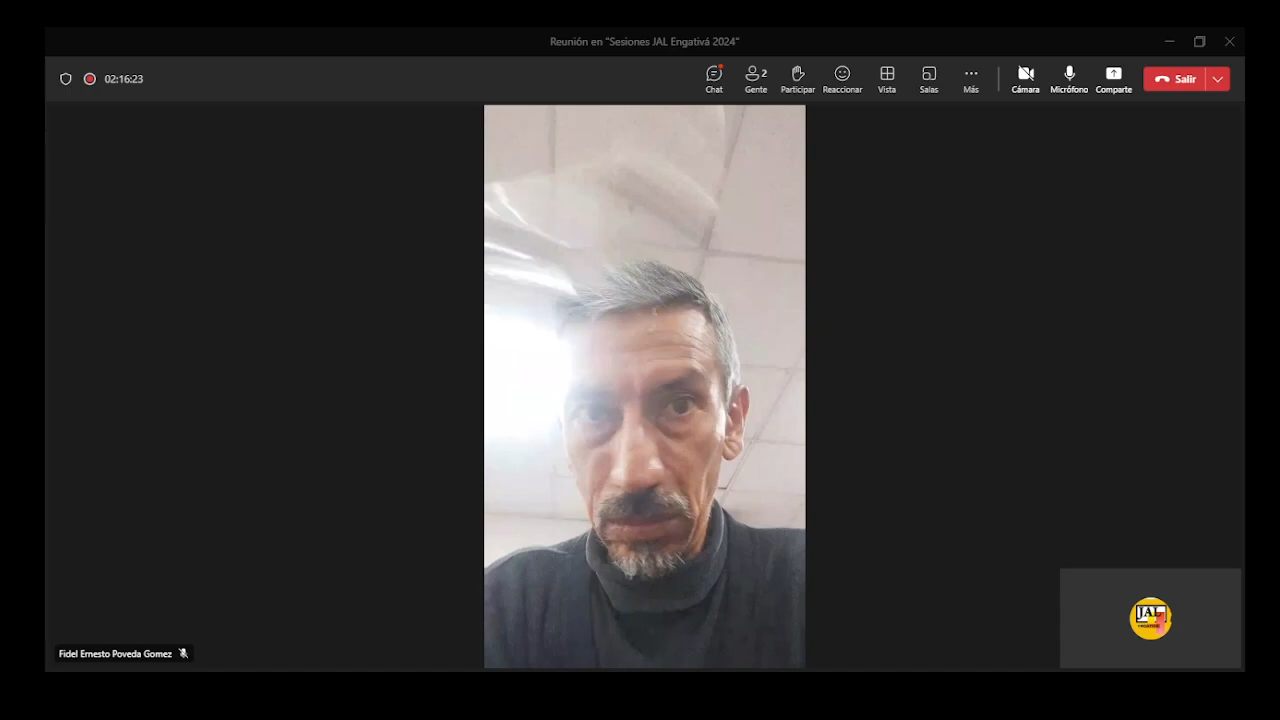 Reunión en "Sesiones JAL Engativá 2024"
02:16:23
2
Chat
Gente
Participar
Reaccionar
Vista
Salas
Más
Cámara
Micrófono
Comparte
Salir
JAL
Fidel Ernesto Poveda Gomez